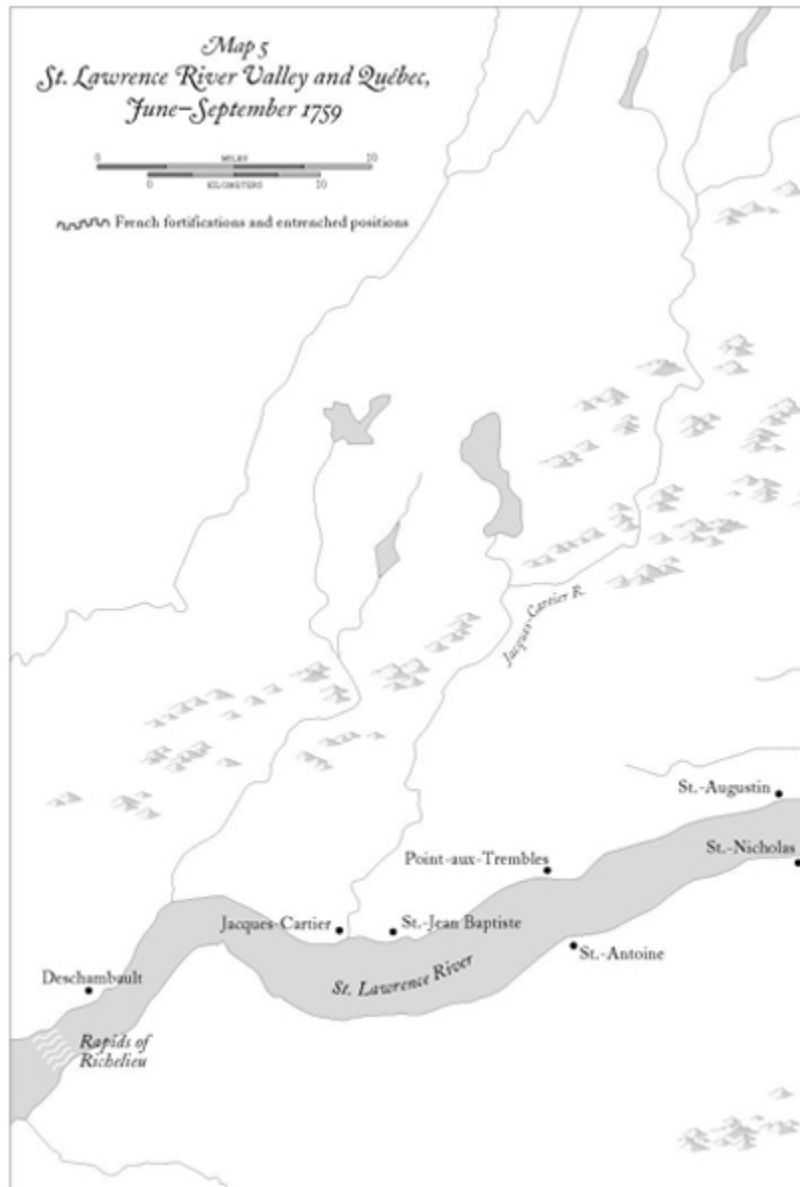 Map 5
St. Lawrence River Valley and Québec,
June–September 1759
0 MILES 10
0 KILOMETERS 10
French fortifications and entrenched positions
Jacques-Cartier R.
St.-Augustin
St.-Nicholas
Point-aux-Trembles
Jacques-Cartier
St.-Jean Baptiste
St.-Antoine
St. Lawrence River
Deschambault
Rapids of
Richelieu